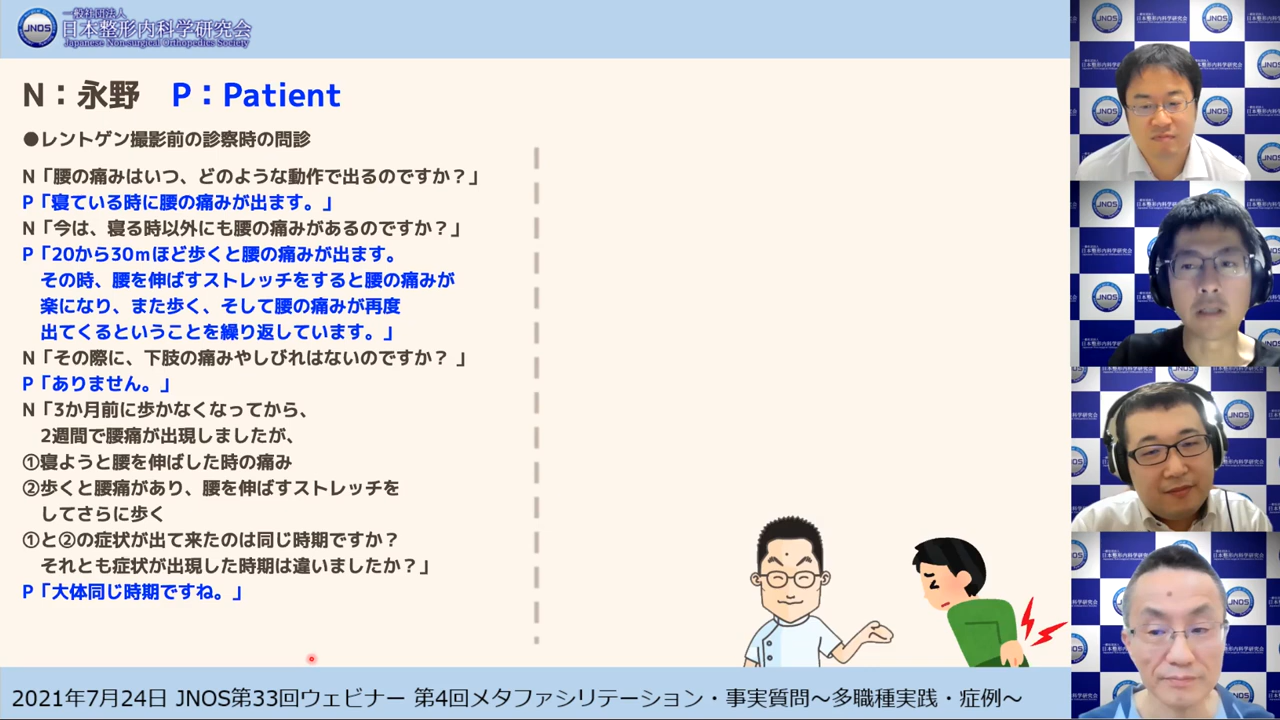 一般社団法人
JNOS 日本整形内科学研究会
Japanese Non-surgical Orthopedics Society
N：永野　P：Patient
●レントゲン撮影前の診察時の問診
N「腰の痛みはいつ、どのような動作で出るのですか？」
P「寝ている時に腰の痛みが出ます。」
N「今は、寝る時以外にも腰の痛みがあるのですか？」
P「20から30ｍほど歩くと腰の痛みが出ます。
その時、腰を伸ばすストレッチをすると腰の痛みが
楽になり、また歩く、そして腰の痛みが再度
出てくるということを繰り返しています。」
N「その際に、下肢の痛みやしびれはないのですか？ 」
P「ありません。」
N「3か月前に歩かなくなってから、
2週間で腰痛が出現しましたが、
①寝ようと腰を伸ばした時の痛み
②歩くと腰痛があり、腰を伸ばすストレッチを
してさらに歩く
①と②の症状が出て来たのは同じ時期ですか？
それとも症状が出現した時期は違いましたか？」
P「大体同じ時期ですね。」
2021年7月24日 JNOS第33回ウェビナー 第4回メタファシリテーション・事実質問～多職種実践・症例～